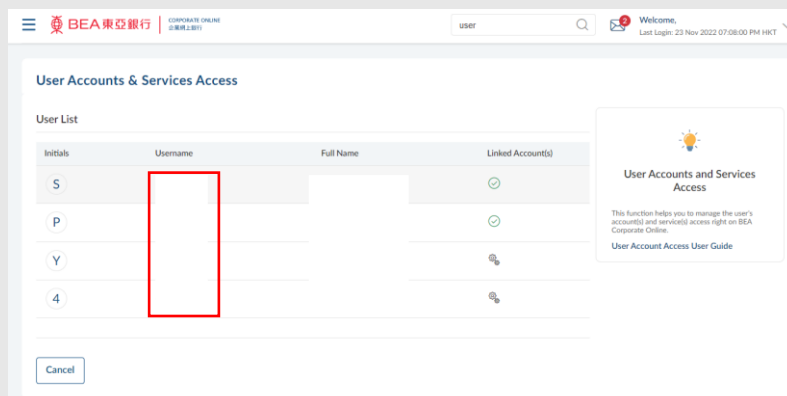 BEA東亞銀行
CORPORATE ONLINE
企業網上銀行
user
2
Welcome,
Last Login: 23 Nov 2022 07:08:00 PM HKT
User Accounts & Services Access
User List
Initials Username Full Name Linked Account(s)
S
P
Y
4
User Accounts and Services
Access
This function helps you to manage the user's
account(s) and service(s) access right on BEA
Corporate Online.
User Account Access User Guide
Cancel